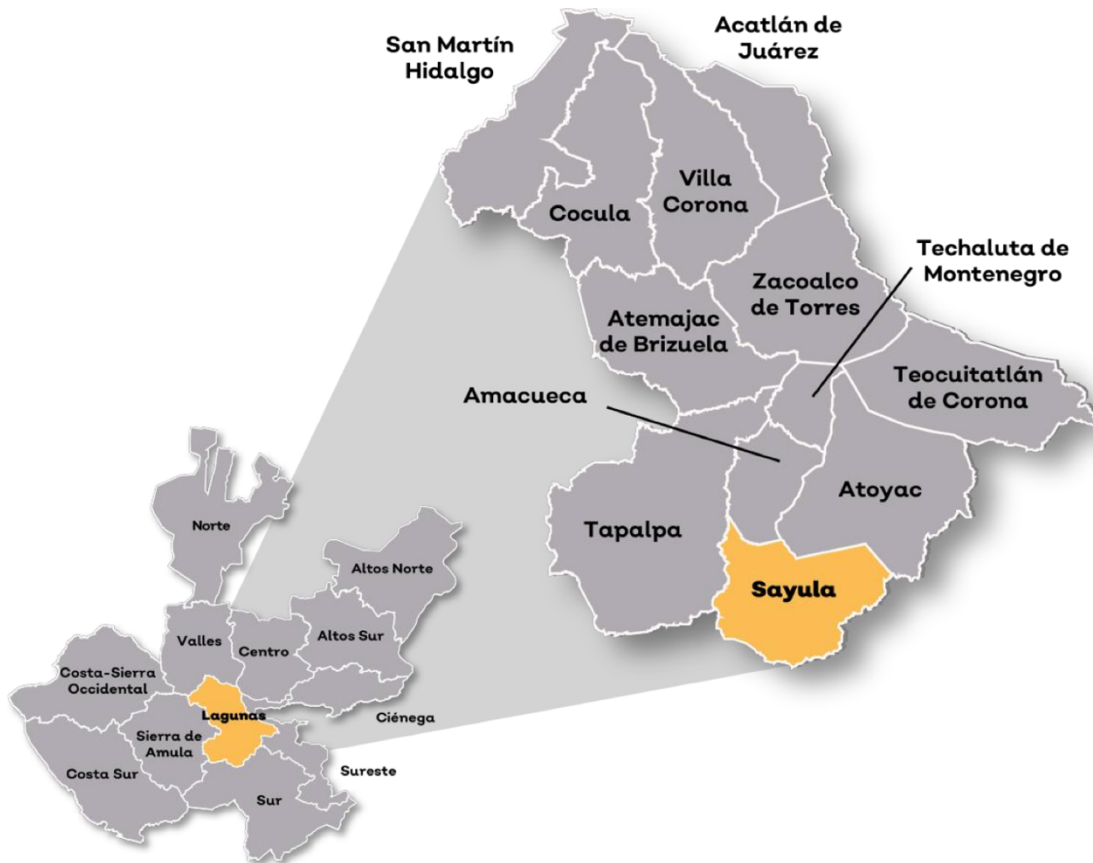 San Martín
Hidalgo
Acatlán de
Juárez
Villa
Corona
Cocula
Techaluta de
Montenegro
Zacoalco
de Torres
Atemajac
de Brizuela
Teocuitatlán
de Corona
Amacueca
Atoyac
Tapalpa
Sayula
Norte
Altos Norte
Valles
Centro
Altos Sur
Costa-Sierra
Occidental
Lagunas
Ciénega
Sierra de
Amula
Costa Sur
Sureste
Sur